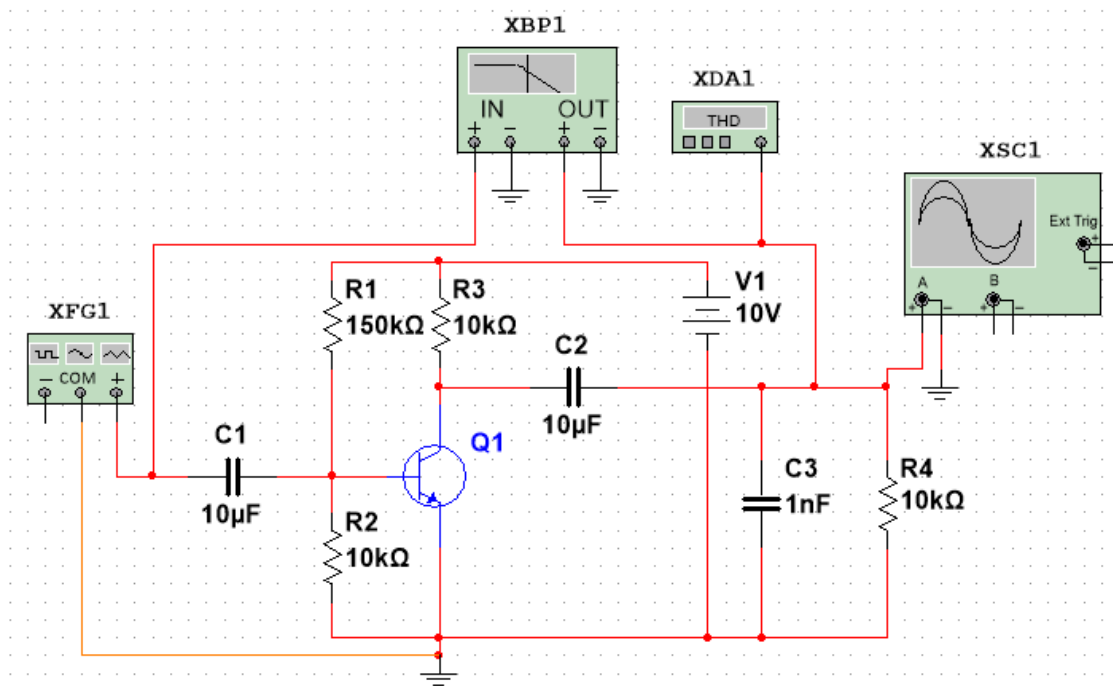 XBP1
IN OUT
+ − + −
XDA1
THD
XSC1
Ext Trig
+
−
A B
+ − + −
XFG1
− COM +
R1
150kΩ
R3
10kΩ
V1
10V
C1
10µF
C2
10µF
Q1
R2
10kΩ
C3
1nF
R4
10kΩ